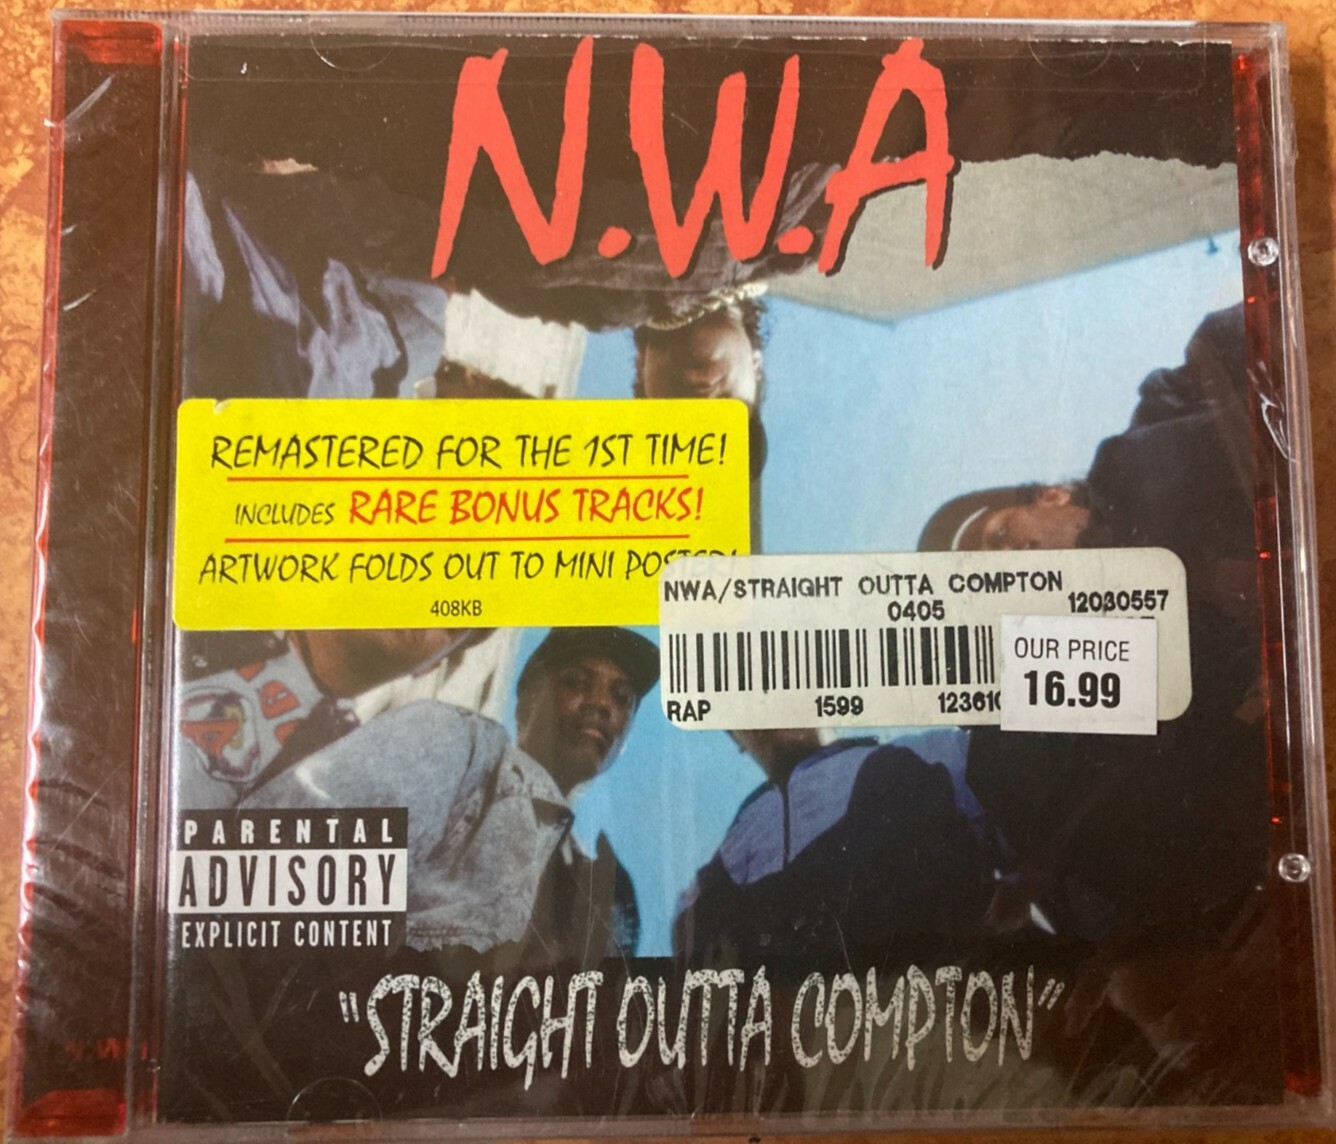 N.W.A
REMASTERED FOR THE 1ST TIME!
INCLUDES RARE BONUS TRACKS!
ARTWORK FOLDS OUT TO MINI POSTER!
408KB
NWA/STRAIGHT OUTTA COMPTON
0405 12030557
OUR PRICE
16.99
RAP 1599 12361
PARENTAL
ADVISORY
EXPLICIT CONTENT
"STRAIGHT OUTTA COMPTON"